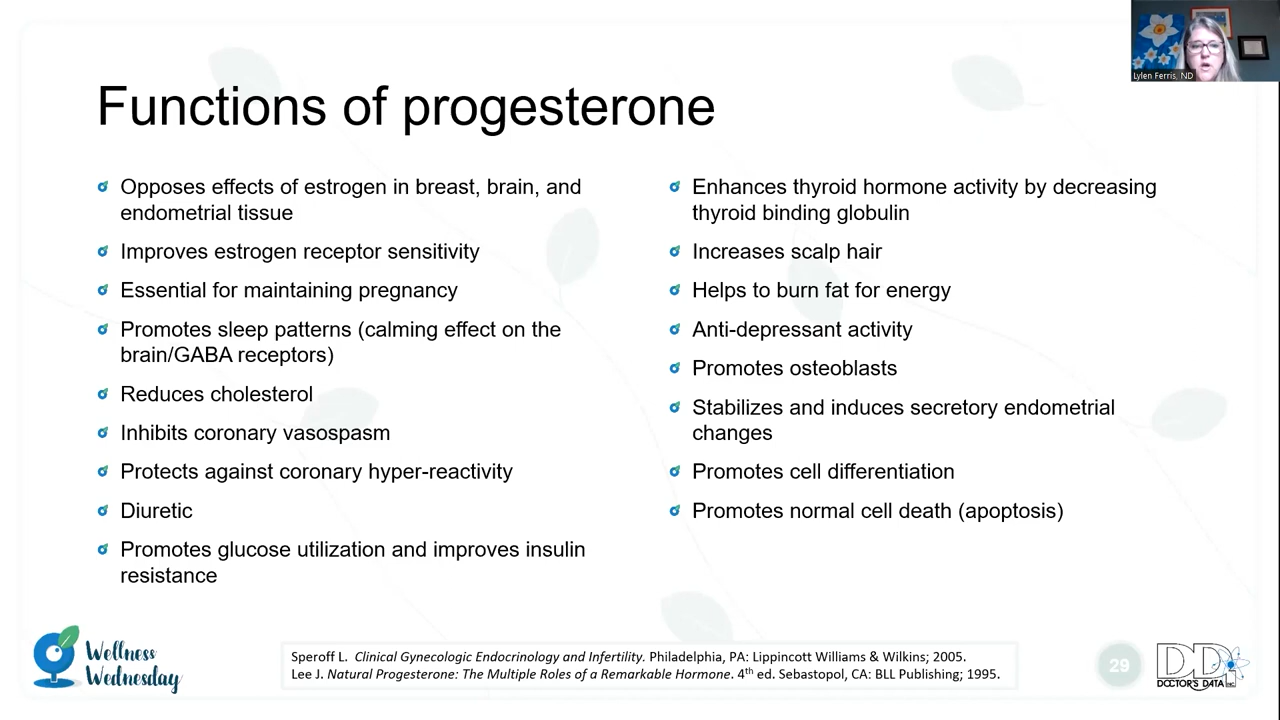 Lylen Ferris, ND
Functions of progesterone
Opposes effects of estrogen in breast, brain, and
endometrial tissue
Improves estrogen receptor sensitivity
Essential for maintaining pregnancy
Promotes sleep patterns (calming effect on the
brain/GABA receptors)
Reduces cholesterol
Inhibits coronary vasospasm
Protects against coronary hyper-reactivity
Diuretic
Promotes glucose utilization and improves insulin
resistance
Enhances thyroid hormone activity by decreasing
thyroid binding globulin
Increases scalp hair
Helps to burn fat for energy
Anti-depressant activity
Promotes osteoblasts
Stabilizes and induces secretory endometrial
changes
Promotes cell differentiation
Promotes normal cell death (apoptosis)
Wellness
Wednesday
Speroff L. Clinical Gynecologic Endocrinology and Infertility. Philadelphia, PA: Lippincott Williams & Wilkins; 2005.
Lee J. Natural Progesterone: The Multiple Roles of a Remarkable Hormone. 4th ed. Sebastopol, CA: BLL Publishing; 1995.
29
DDI
DOCTOR'S DATA INC.